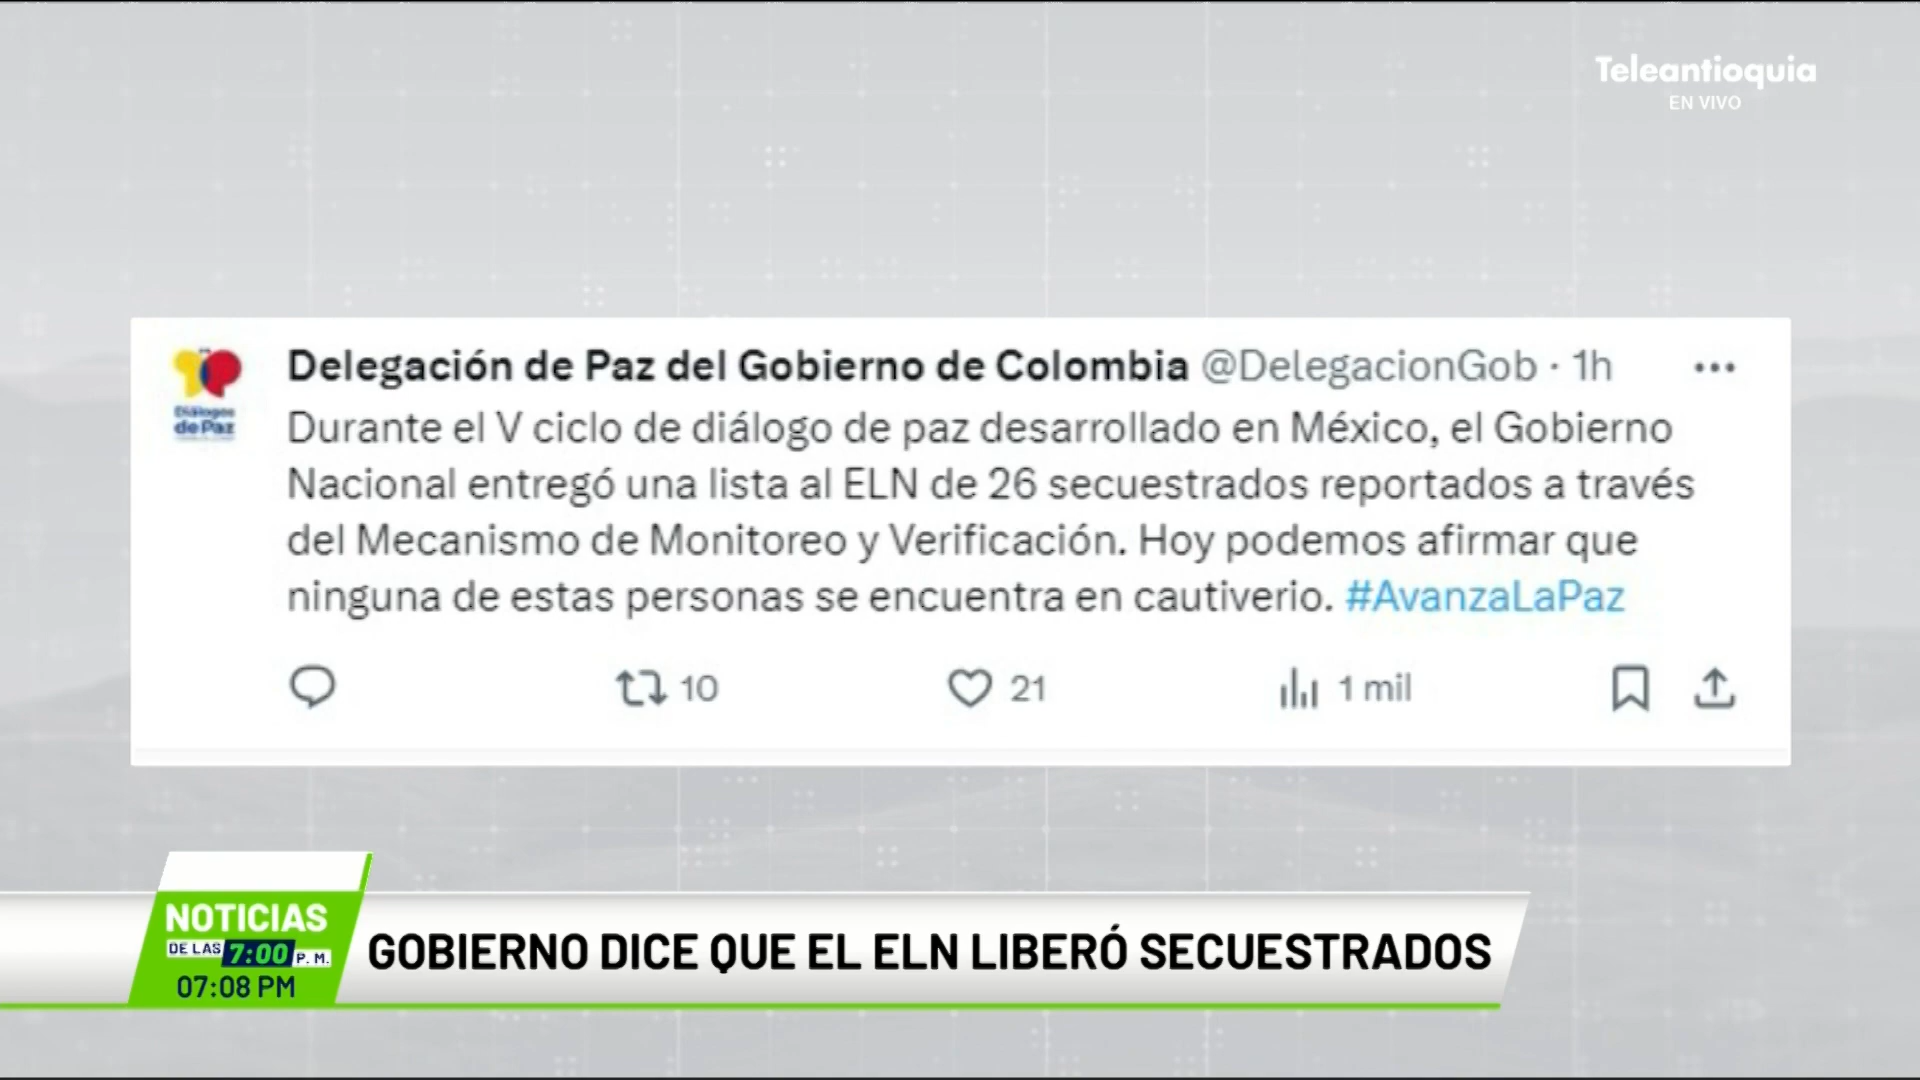 Teleantioquia
EN VIVO
Delegación de Paz del Gobierno de Colombia @DelegacionGob · 1h
Diálogos
de Paz
Durante el V ciclo de diálogo de paz desarrollado en México, el Gobierno
Nacional entregó una lista al ELN de 26 secuestrados reportados a través
del Mecanismo de Monitoreo y Verificación. Hoy podemos afirmar que
ninguna de estas personas se encuentra en cautiverio. #AvanzaLaPaz
10 21 1 mil
NOTICIAS
DE LAS 7:00 P. M.
07:08 PM
GOBIERNO DICE QUE EL ELN LIBERÓ SECUESTRADOS